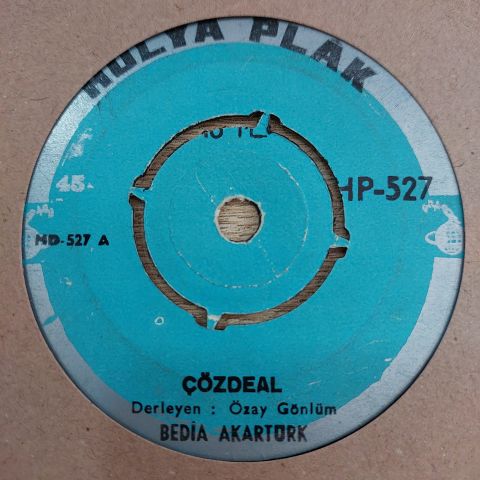 HÜLYA PLAK
45
HP-527
HD-527 A
ÇÖZDEAL
Derleyen : Özay Gönlüm
BEDİA AKARTÜRK